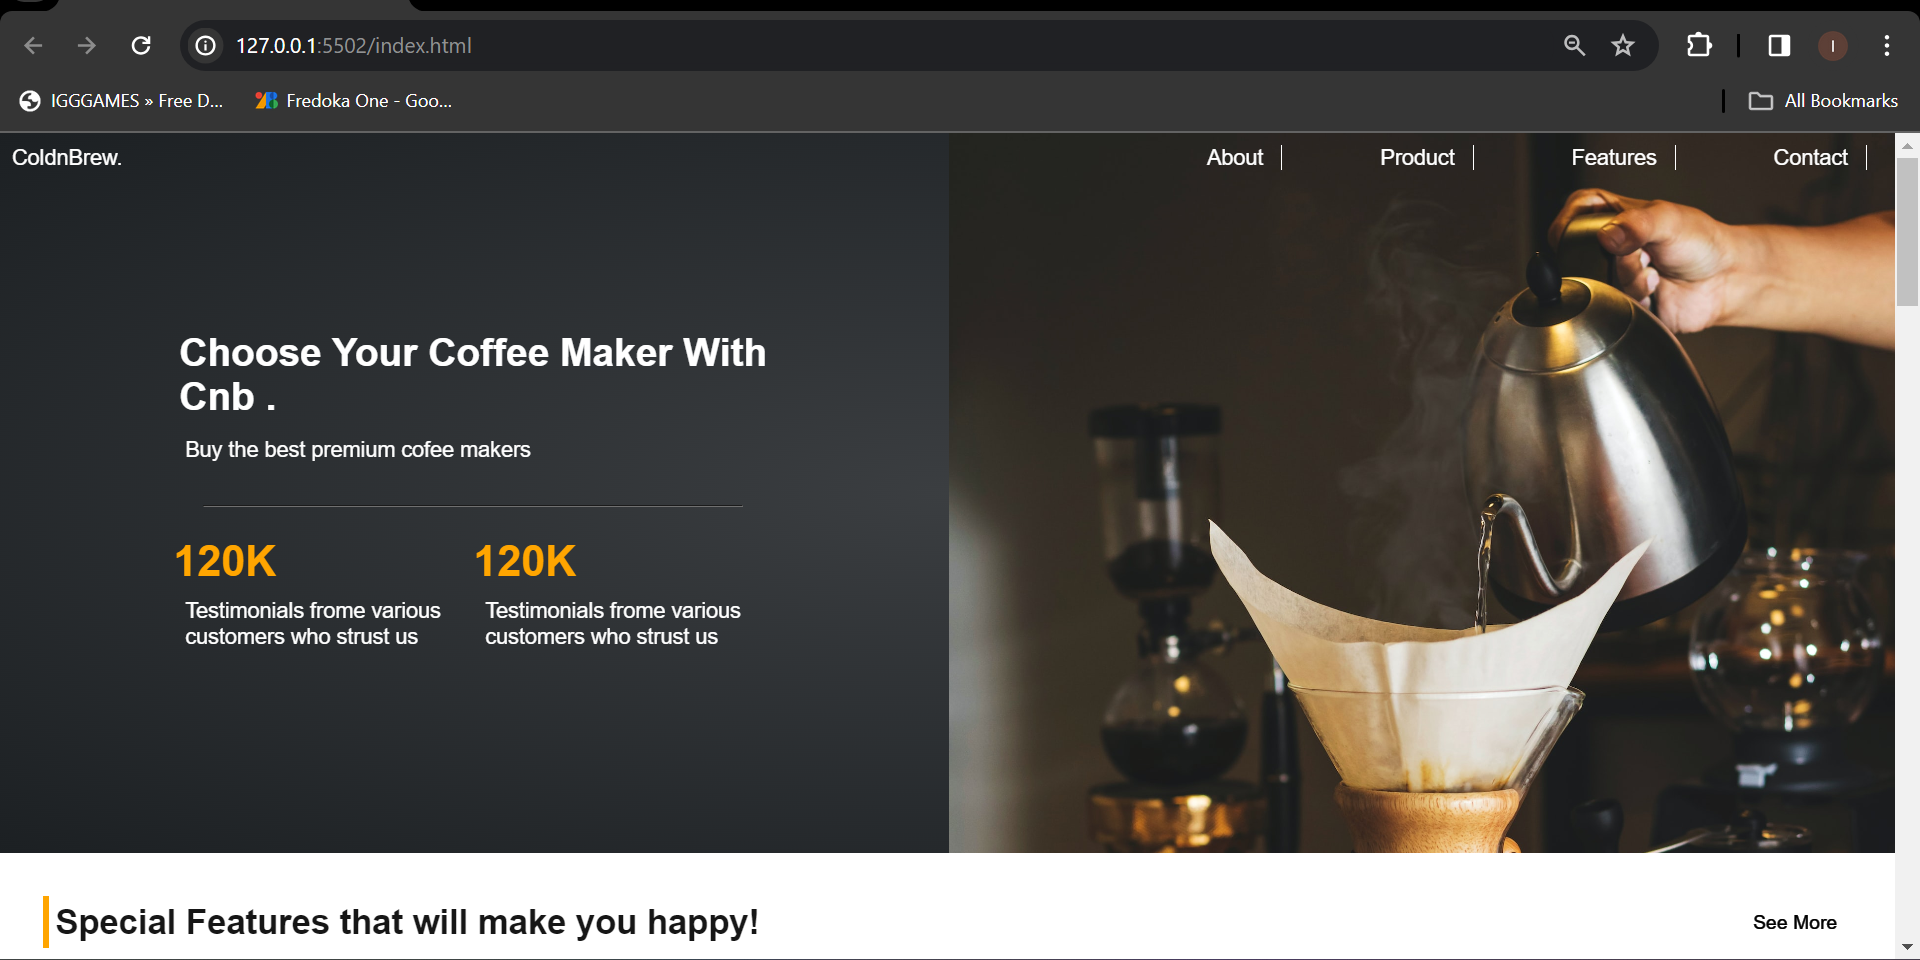 127.0.0.1:5502/index.html
IGGGAMES » Free D...
Fredoka One - Goo...
All Bookmarks
ColdnBrew.
About
Product
Features
Contact
Choose Your Coffee Maker With
Cnb .
Buy the best premium cofee makers
120K
Testimonials frome various
customers who strust us
120K
Testimonials frome various
customers who strust us
Special Features that will make you happy!
See More